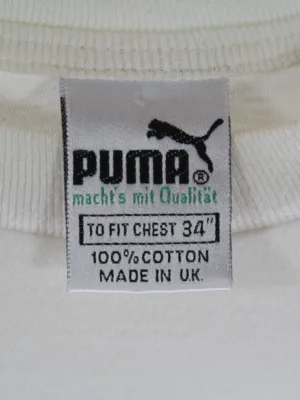 PUMA®
macht's mit Qualität
TO FIT CHEST 34"
100% COTTON
MADE IN U.K.